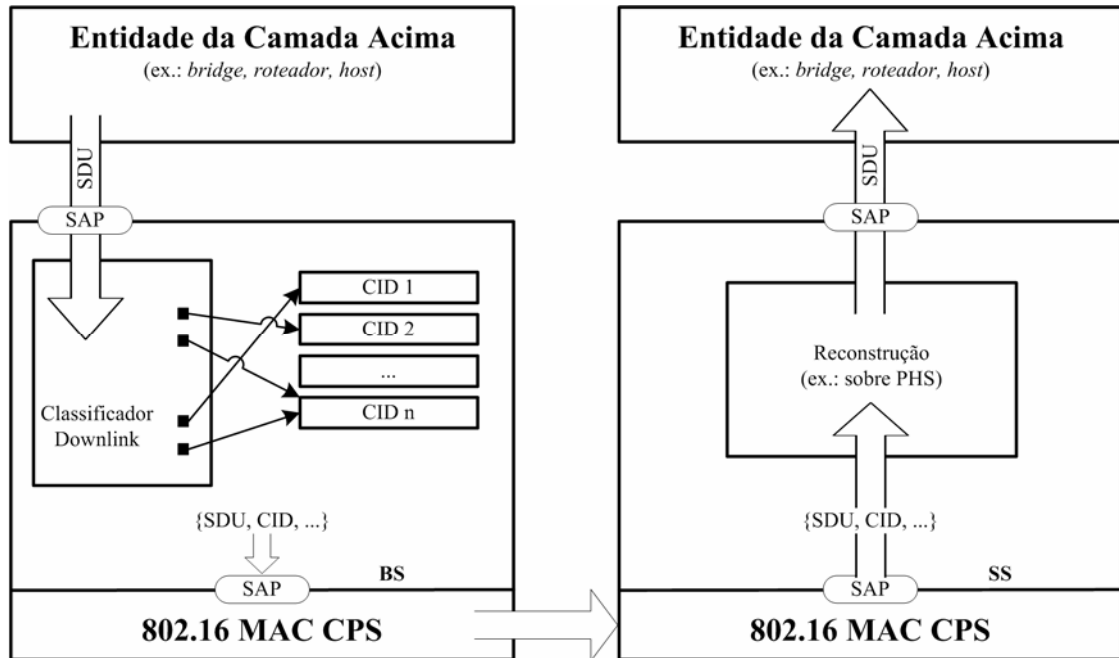 Entidade da Camada Acima
(ex.: bridge, roteador, host)
SDU
SAP
Classificador
Downlink
CID 1
CID 2
...
CID n
{SDU, CID, ...}
SAP
BS
802.16 MAC CPS
Entidade da Camada Acima
(ex.: bridge, roteador, host)
SDU
SAP
Reconstrução
(ex.: sobre PHS)
{SDU, CID, ...}
SAP
SS
802.16 MAC CPS